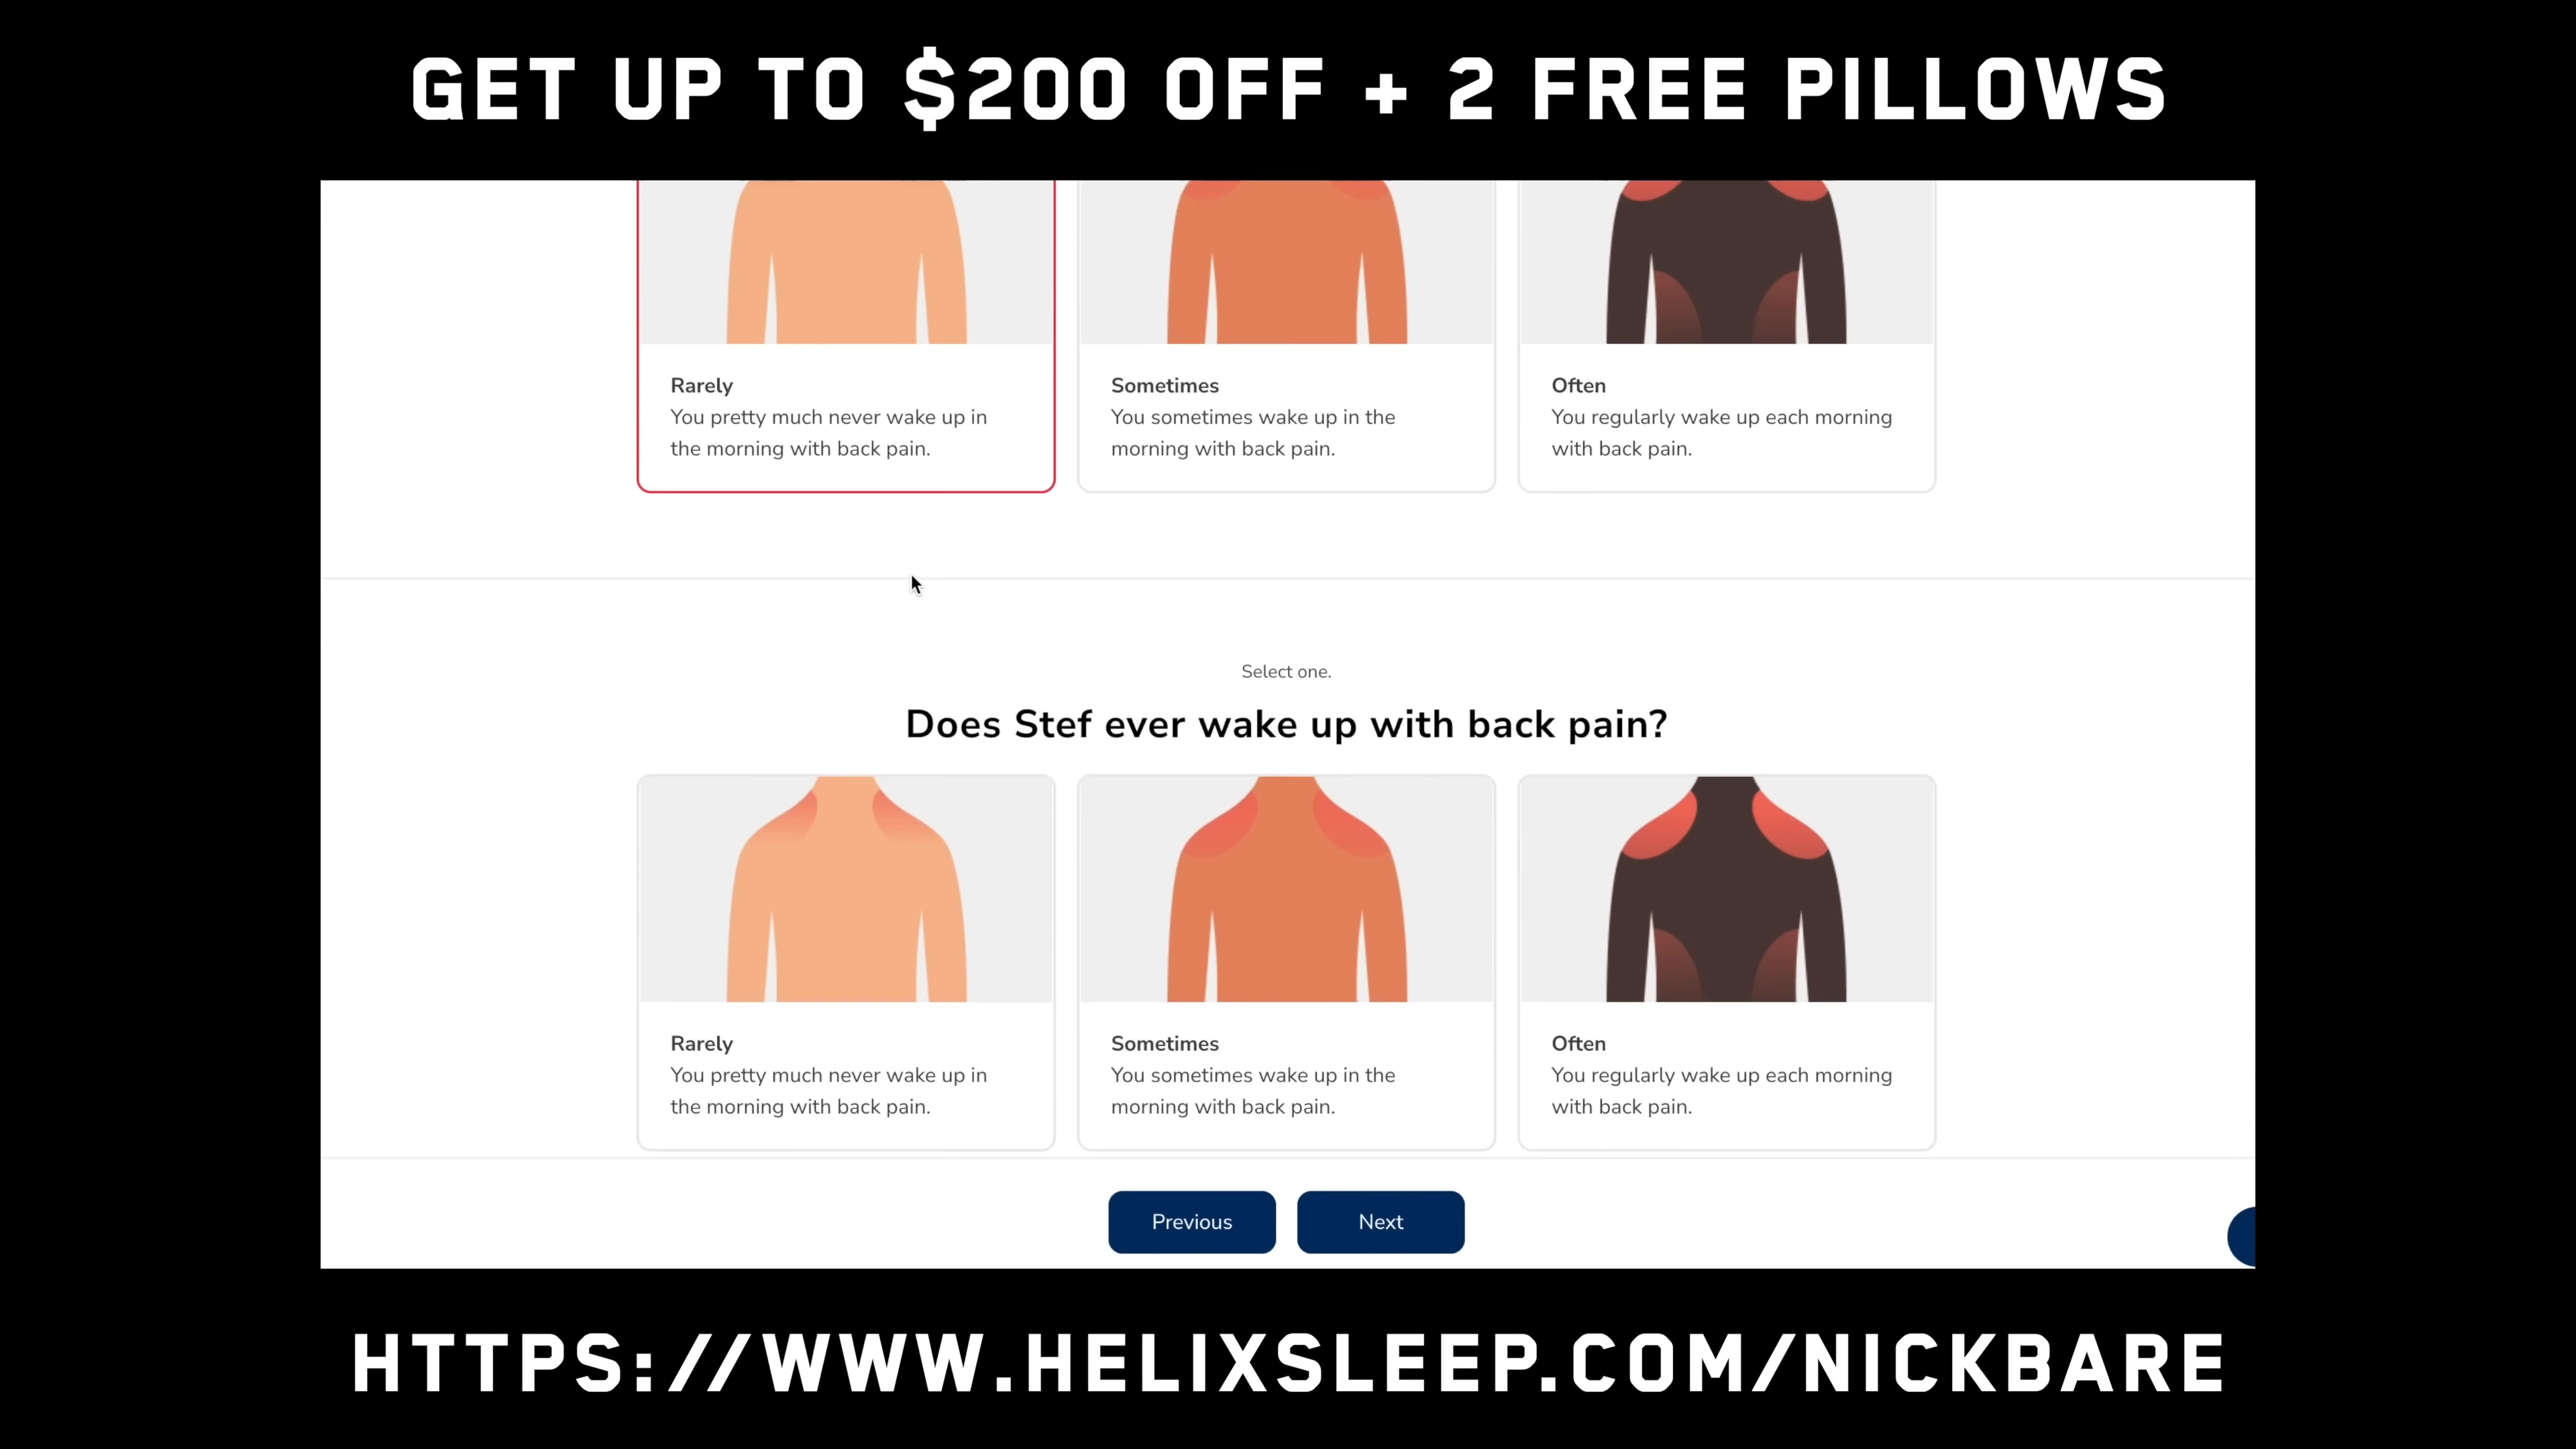 GET UP TO $200 OFF + 2 FREE PILLOWS
Rarely
You pretty much never wake up in
the morning with back pain.
Sometimes
You sometimes wake up in the
morning with back pain.
Often
You regularly wake up each morning
with back pain.
Select one.
Does Stef ever wake up with back pain?
Rarely
You pretty much never wake up in
the morning with back pain.
Sometimes
You sometimes wake up in the
morning with back pain.
Often
You regularly wake up each morning
with back pain.
Previous
Next
HTTPS://WWW.HELIXSLEEP.COM/NICKBARE